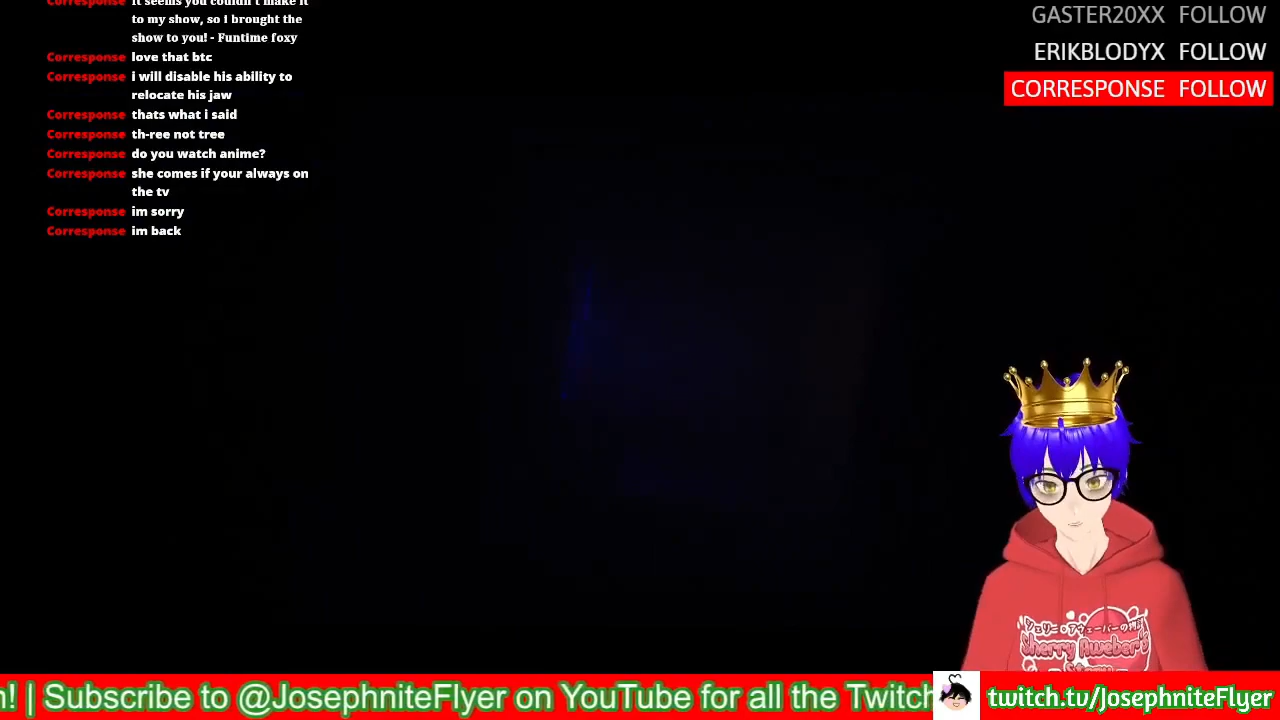 Corresponse It seems you couldn't make it
to my show, so i brought the
show to you! - Funtime foxy
Corresponse love that btc
Corresponse i will disable his ability to
relocate his jaw
Corresponse thats what i said
Corresponse th-ree not tree
Corresponse do you watch anime?
Corresponse she comes if your always on
the tv
Corresponse im sorry
Corresponse im back
GASTER20XX FOLLOW
ERIKBLODYX FOLLOW
CORRESPONSE FOLLOW
Sherry Aweberb
n! | Subscribe to @JosephniteFlyer on YouTube for all the Twitch
twitch.tv/JosephniteFlyer